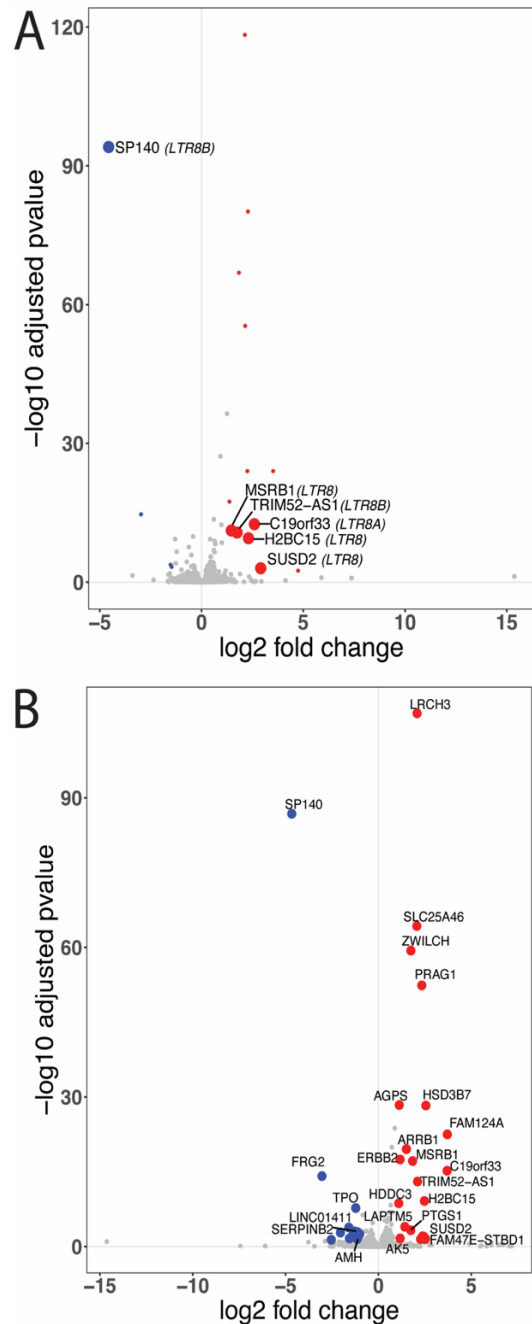 A
120
90
60
30
0
−log10 adjusted pvalue
SP140 (LTR8B)
MSRB1 (LTR8)
TRIM52−AS1 (LTR8B)
C19orf33 (LTR8A)
H2BC15 (LTR8)
SUSD2 (LTR8)
−5 0 5 10 15
log2 fold change
B
90
60
30
0
−log10 adjusted pvalue
LRCH3
SP140
SLC25A46
ZWILCH
PRAG1
AGPS HSD3B7
FAM124A
ARRB1
ERBB2 MSRB1
FRG2 C19orf33
TRIM52−AS1
TPO HDDC3 H2BC15
LINC01411 LAPTM5 PTGS1
SERPINB2 SUSD2
FAM47E−STBD1
AMH AK5
−15 −10 −5 0 5
log2 fold change